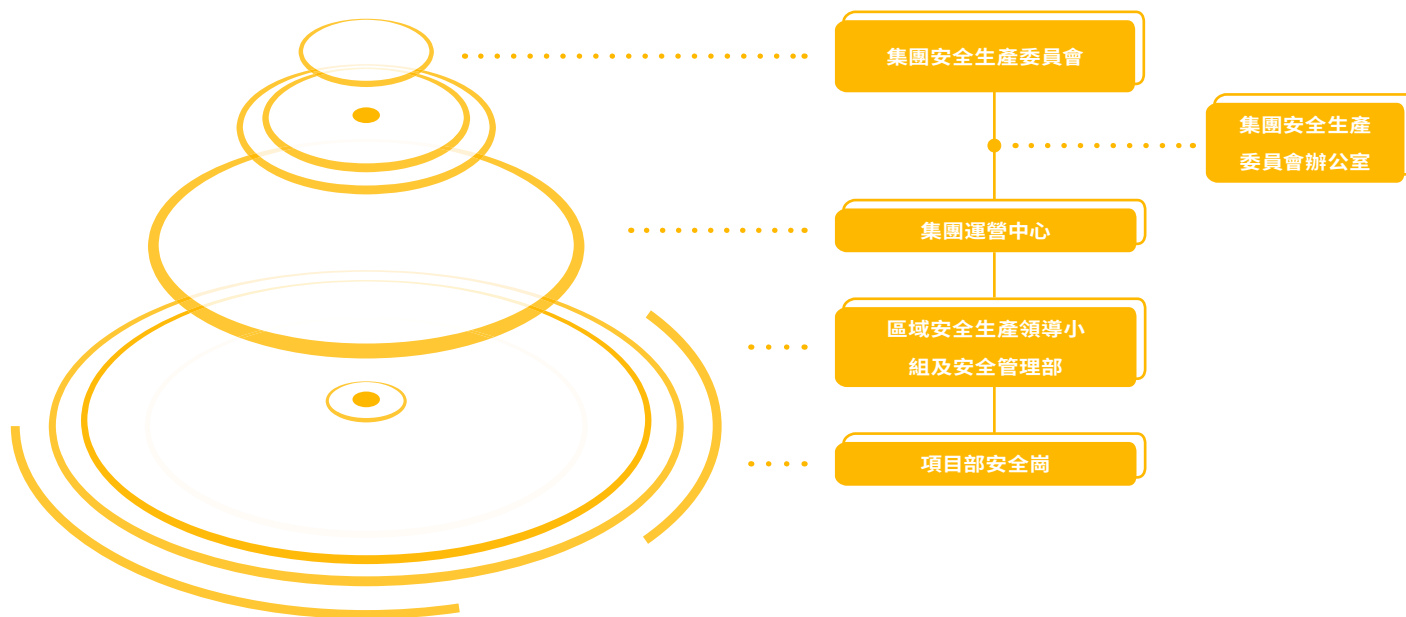 集團安全生產委員會
集團安全生產
委員會辦公室
集團運營中心
區域安全生產領導小
組及安全管理部
項目部安全崗